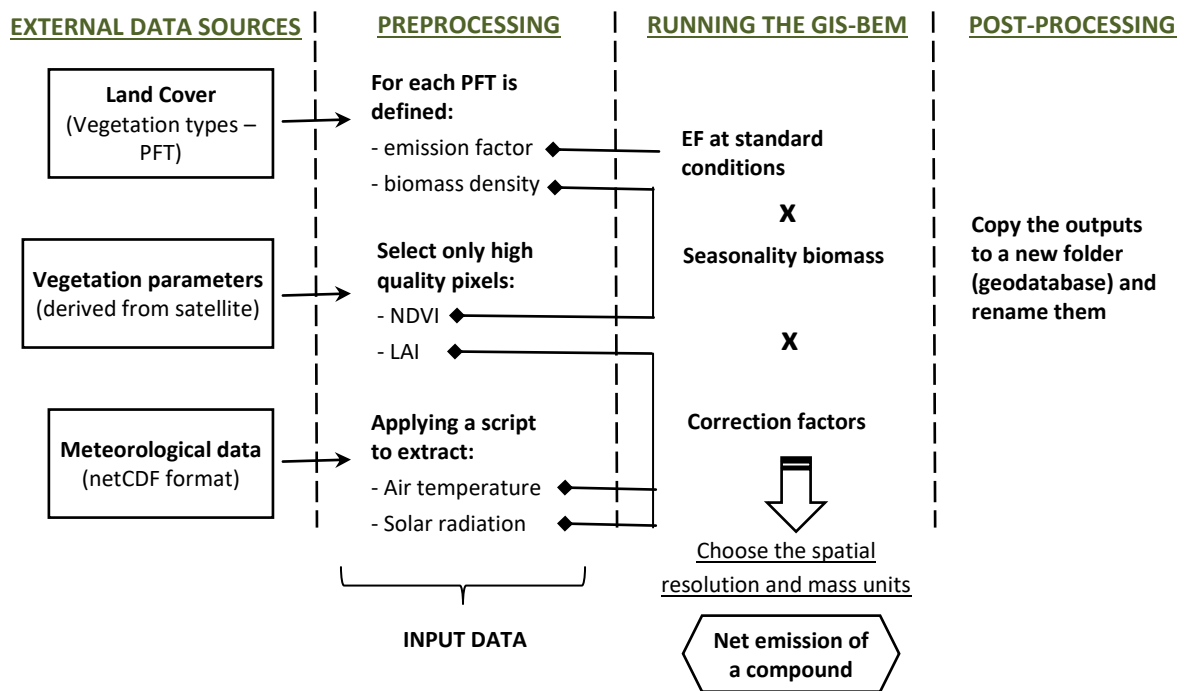 EXTERNAL DATA SOURCES
PREPROCESSING
RUNNING THE GIS-BEM
POST-PROCESSING
Land Cover
(Vegetation types –
PFT)
Vegetation parameters
(derived from satellite)
Meteorological data
(netCDF format)
For each PFT is
defined:
- emission factor
- biomass density
Select only high
quality pixels:
- NDVI
- LAI
Applying a script
to extract:
- Air temperature
- Solar radiation
INPUT DATA
EF at standard
conditions
X
Seasonality biomass
X
Correction factors
Choose the spatial
resolution and mass units
Net emission of
a compound
Copy the outputs
to a new folder
(geodatabase) and
rename them